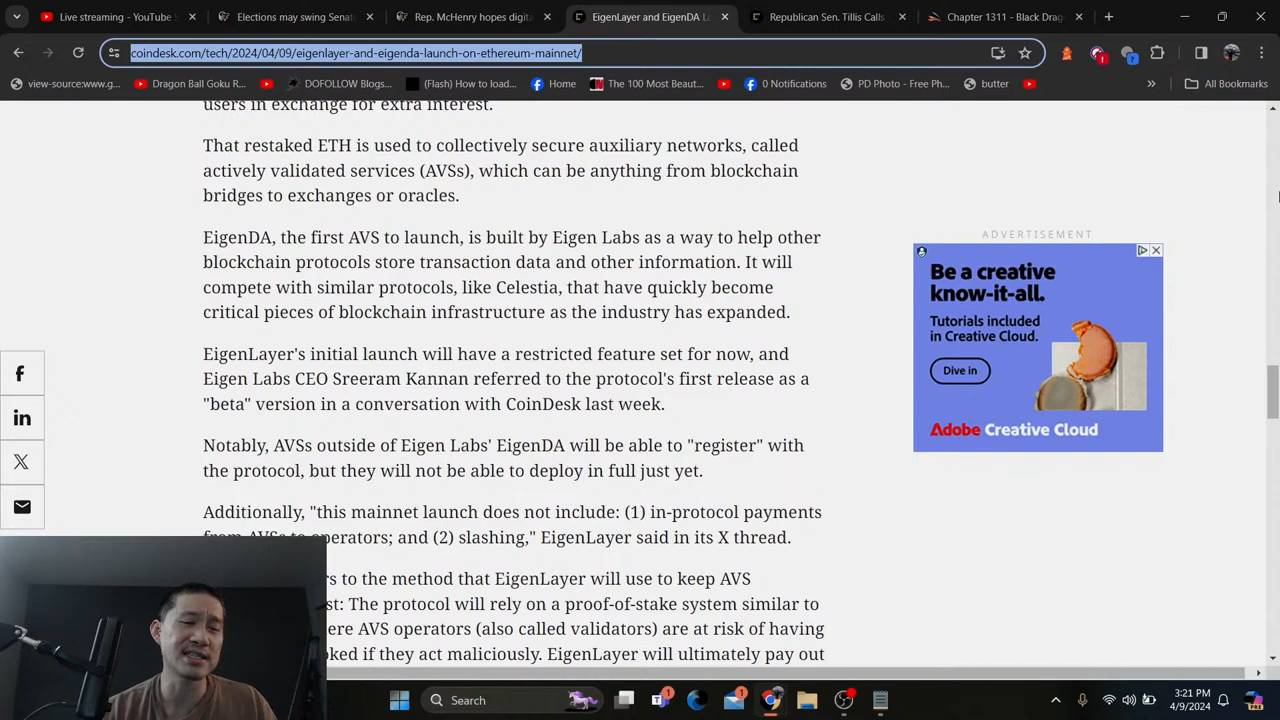 Live streaming - YouTube S
Elections may swing Senat
Rep. McHenry hopes digit
EigenLayer and EigenDA La
Republican Sen. Tillis Calls
Chapter 1311 - Black Drag
coindesk.com/tech/2024/04/09/eigenlayer-and-eigenda-launch-on-ethereum-mainnet/
view-source:www.g...
Dragon Ball Goku R...
DOFOLLOW Blogs...
(Flash) How to load...
Home
The 100 Most Beaut...
0 Notifications
PD Photo - Free Ph...
butter
All Bookmarks
users in exchange for extra interest.
That restaked ETH is used to collectively secure auxiliary networks, called
actively validated services (AVSs), which can be anything from blockchain
bridges to exchanges or oracles.
EigenDA, the first AVS to launch, is built by Eigen Labs as a way to help other
blockchain protocols store transaction data and other information. It will
compete with similar protocols, like Celestia, that have quickly become
critical pieces of blockchain infrastructure as the industry has expanded.
EigenLayer's initial launch will have a restricted feature set for now, and
Eigen Labs CEO Sreeram Kannan referred to the protocol's first release as a
"beta" version in a conversation with CoinDesk last week.
Notably, AVSs outside of Eigen Labs' EigenDA will be able to "register" with
the protocol, but they will not be able to deploy in full just yet.
Additionally, "this mainnet launch does not include: (1) in-protocol payments
from AVSs to operators; and (2) slashing," EigenLayer said in its X thread.
rs to the method that EigenLayer will use to keep AVS
st: The protocol will rely on a proof-of-stake system similar to
ere AVS operators (also called validators) are at risk of having
oked if they act maliciously. EigenLayer will ultimately pay out
ADVERTISEMENT
Be a creative
know-it-all.
Tutorials included
in Creative Cloud.
Dive in
Adobe Creative Cloud
Search
3:21 PM
4/9/2024